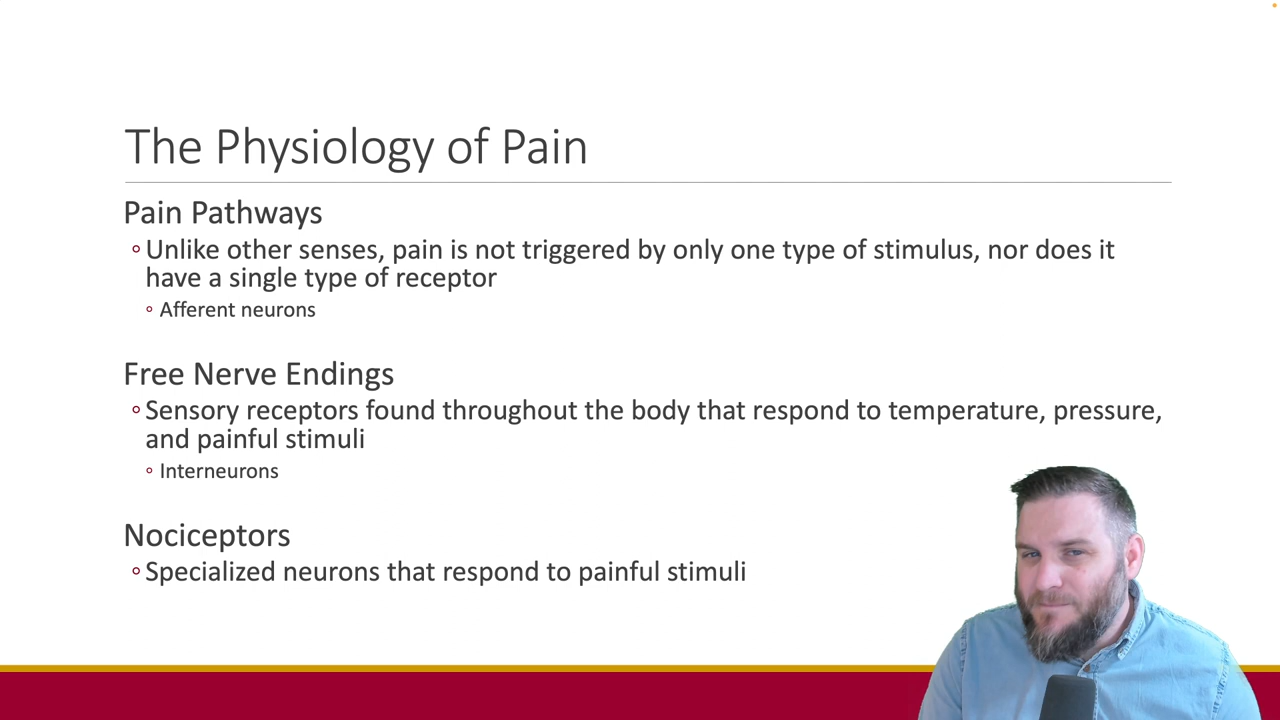 The Physiology of Pain
Pain Pathways
◦Unlike other senses, pain is not triggered by only one type of stimulus, nor does it
have a single type of receptor
◦ Afferent neurons
Free Nerve Endings
◦Sensory receptors found throughout the body that respond to temperature, pressure,
and painful stimuli
◦ Interneurons
Nociceptors
◦Specialized neurons that respond to painful stimuli